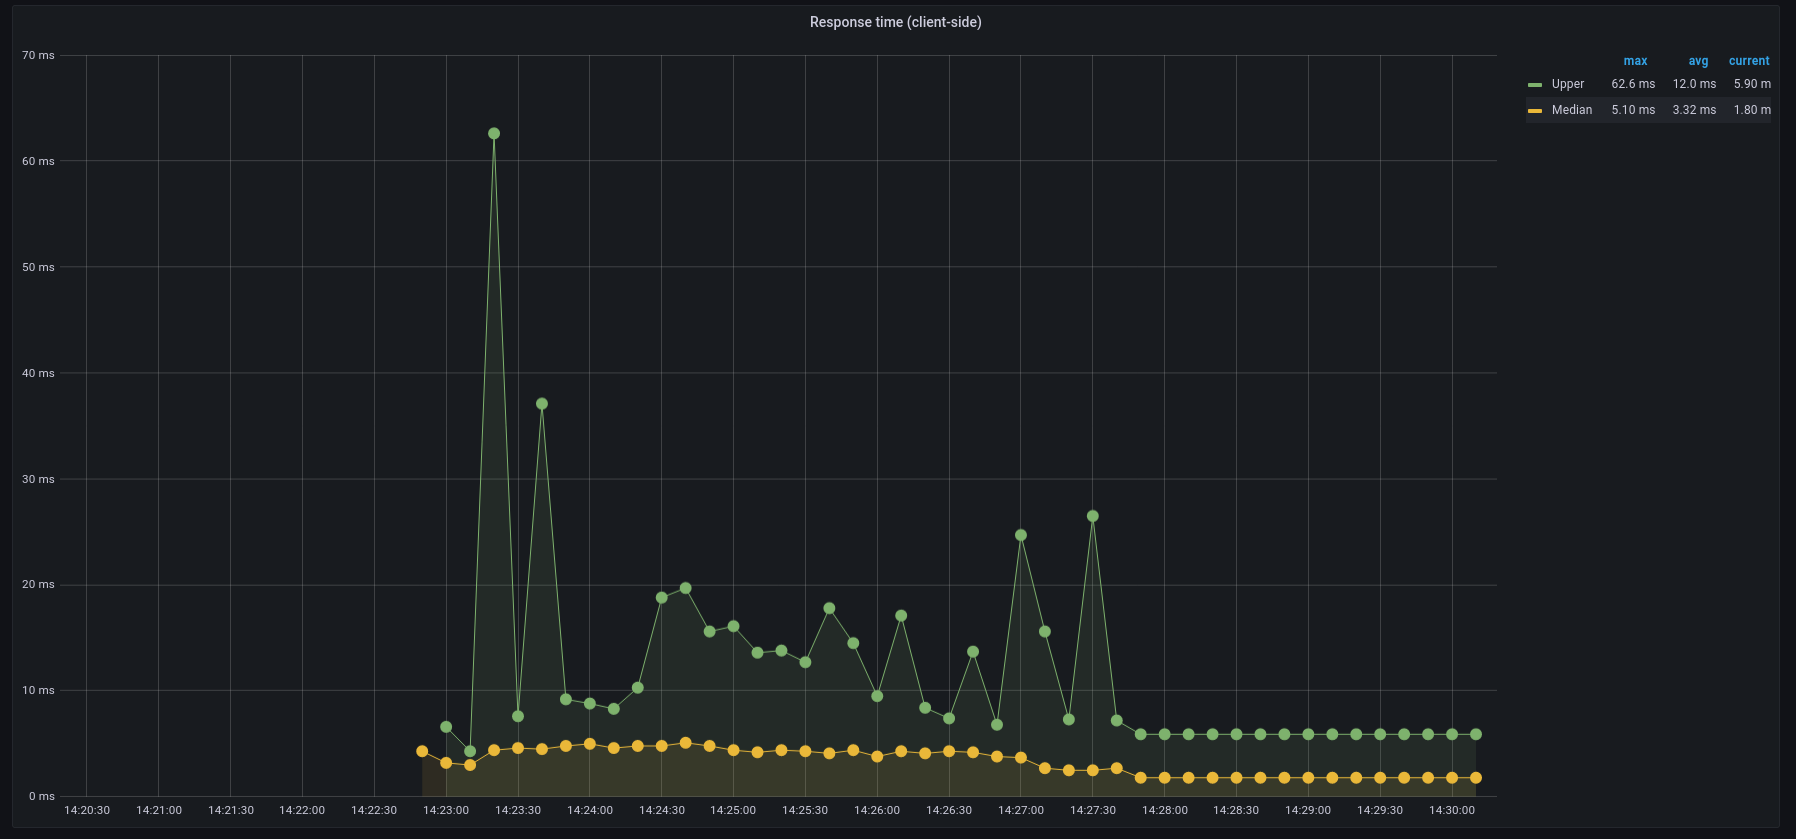 Response time (client-side)
70 ms
60 ms
50 ms
40 ms
30 ms
20 ms
10 ms
0 ms
14:20:30 14:21:00 14:21:30 14:22:00 14:22:30 14:23:00 14:23:30 14:24:00 14:24:30 14:25:00 14:25:30 14:26:00 14:26:30 14:27:00 14:27:30 14:28:00 14:28:30 14:29:00 14:29:30 14:30:00
max avg current
Upper 62.6 ms 12.0 ms 5.90 m
Median 5.10 ms 3.32 ms 1.80 m